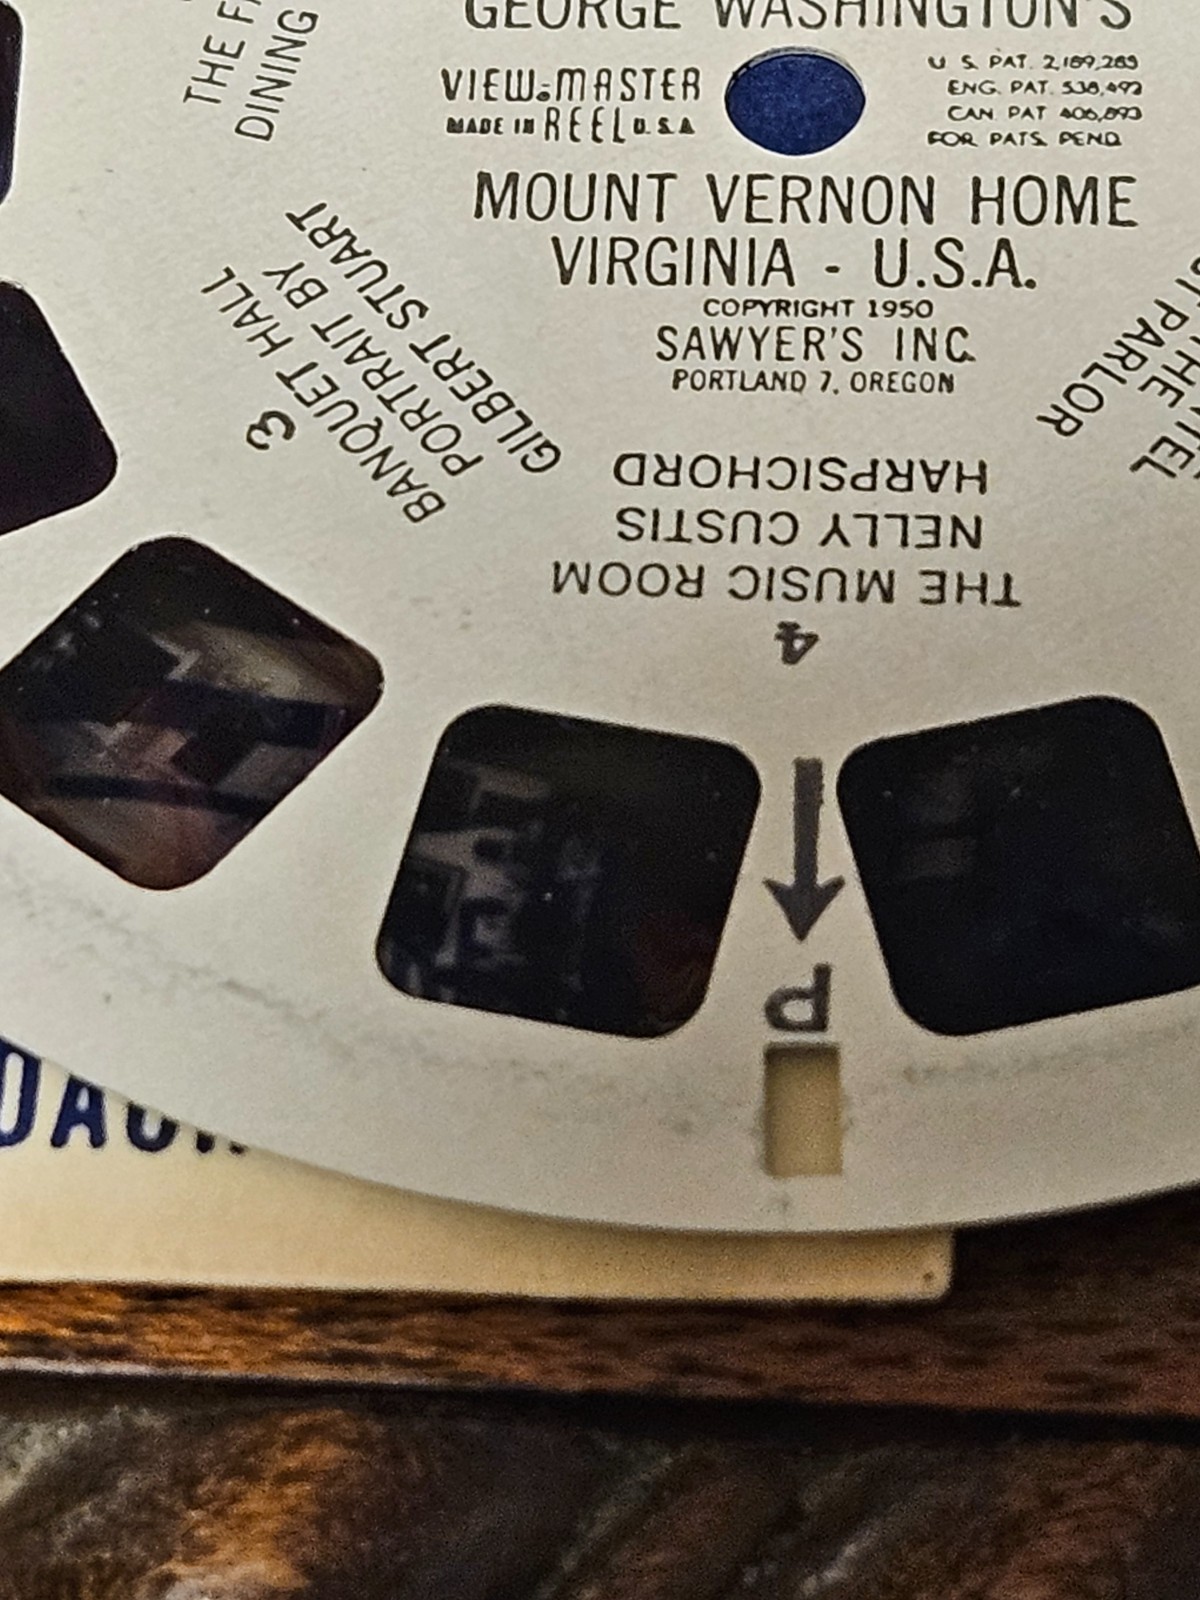 GEORGE WASHINGTON'S
VIEW-MASTER
MADE IN REEL U.S.A
U S. PAT. 2,189,285
ENG. PAT. 538,492
CAN. PAT 406,893
FOR. PATS. PEND.
MOUNT VERNON HOME
VIRGINIA - U.S.A.
COPYRIGHT 1950
SAWYER'S INC.
PORTLAND 7, OREGON
THE
DINING
3
BANQUET HALL
PORTRAIT BY
GILBERT STUART
4
THE MUSIC ROOM
NELLY CUSTIS
HARPSICHORD
THE
PARLOR
P